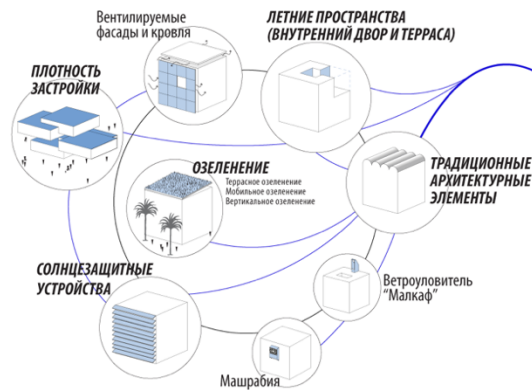 Вентилируемые
фасады и кровля
ЛЕТНИЕ ПРОСТРАНСТВА
(ВНУТРЕННИЙ ДВОР И ТЕРРАСА)
ПЛОТНОСТЬ
ЗАСТРОЙКИ
ОЗЕЛЕНЕНИЕ
Террасное озеленение
Мобильное озеленение
Вертикальное озеленение
ТРАДИЦИОННЫЕ
АРХИТЕКТУРНЫЕ
ЭЛЕМЕНТЫ
СОЛНЦЕЗАЩИТНЫЕ
УСТРОЙСТВА
Ветроуловитель
"Малкаф"
Машрабия